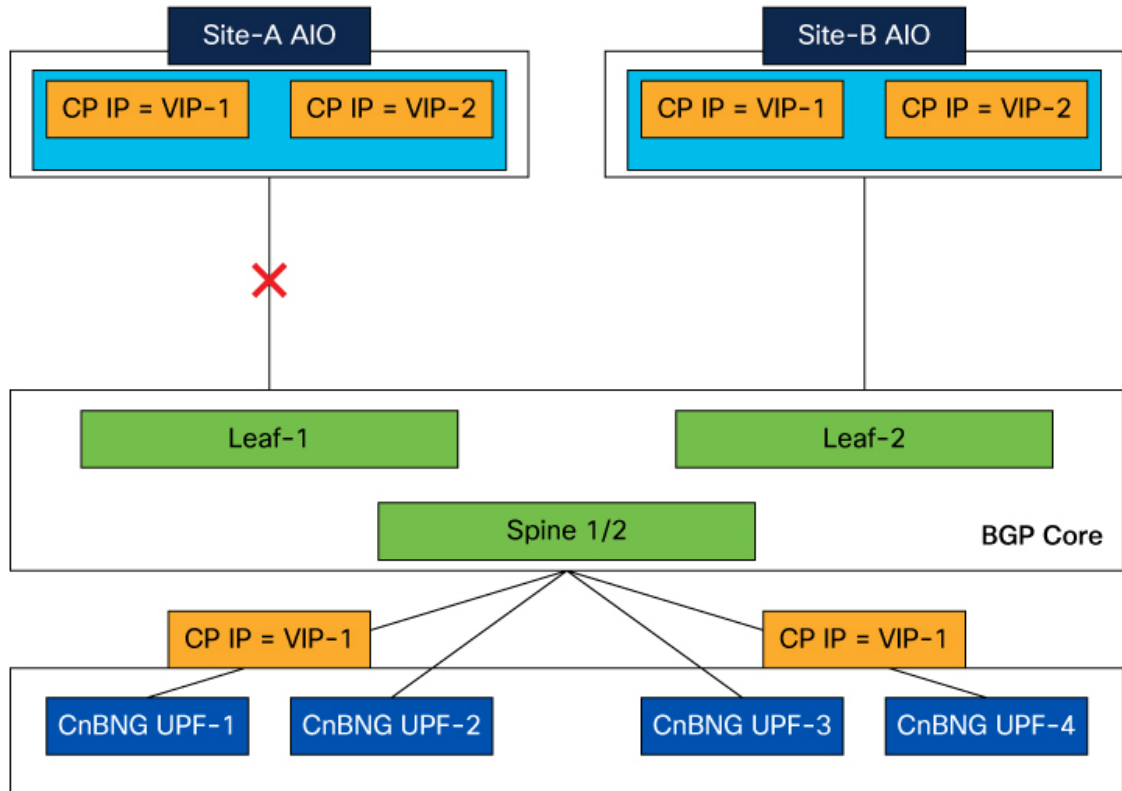 Site-A AIO
Site-B AIO
CP IP = VIP-1
CP IP = VIP-2
CP IP = VIP-1
CP IP = VIP-2
Leaf-1
Leaf-2
Spine 1/2
BGP Core
CP IP = VIP-1
CP IP = VIP-1
CnBNG UPF-1
CnBNG UPF-2
CnBNG UPF-3
CnBNG UPF-4